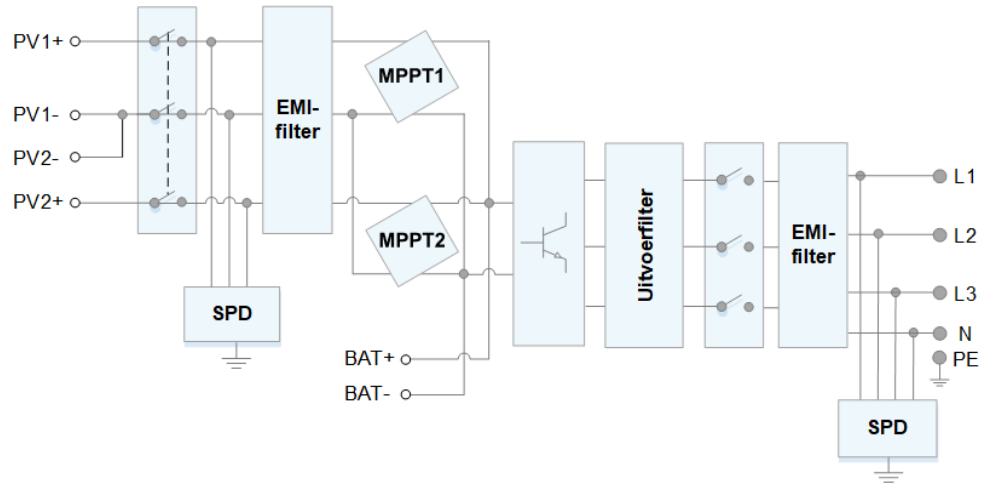 PV1+
PV1-
PV2-
PV2+
EMI-
filter
SPD
MPPT1
MPPT2
BAT+
BAT-
Uitvoerfilter
EMI-
filter
L1
L2
L3
N
PE
SPD